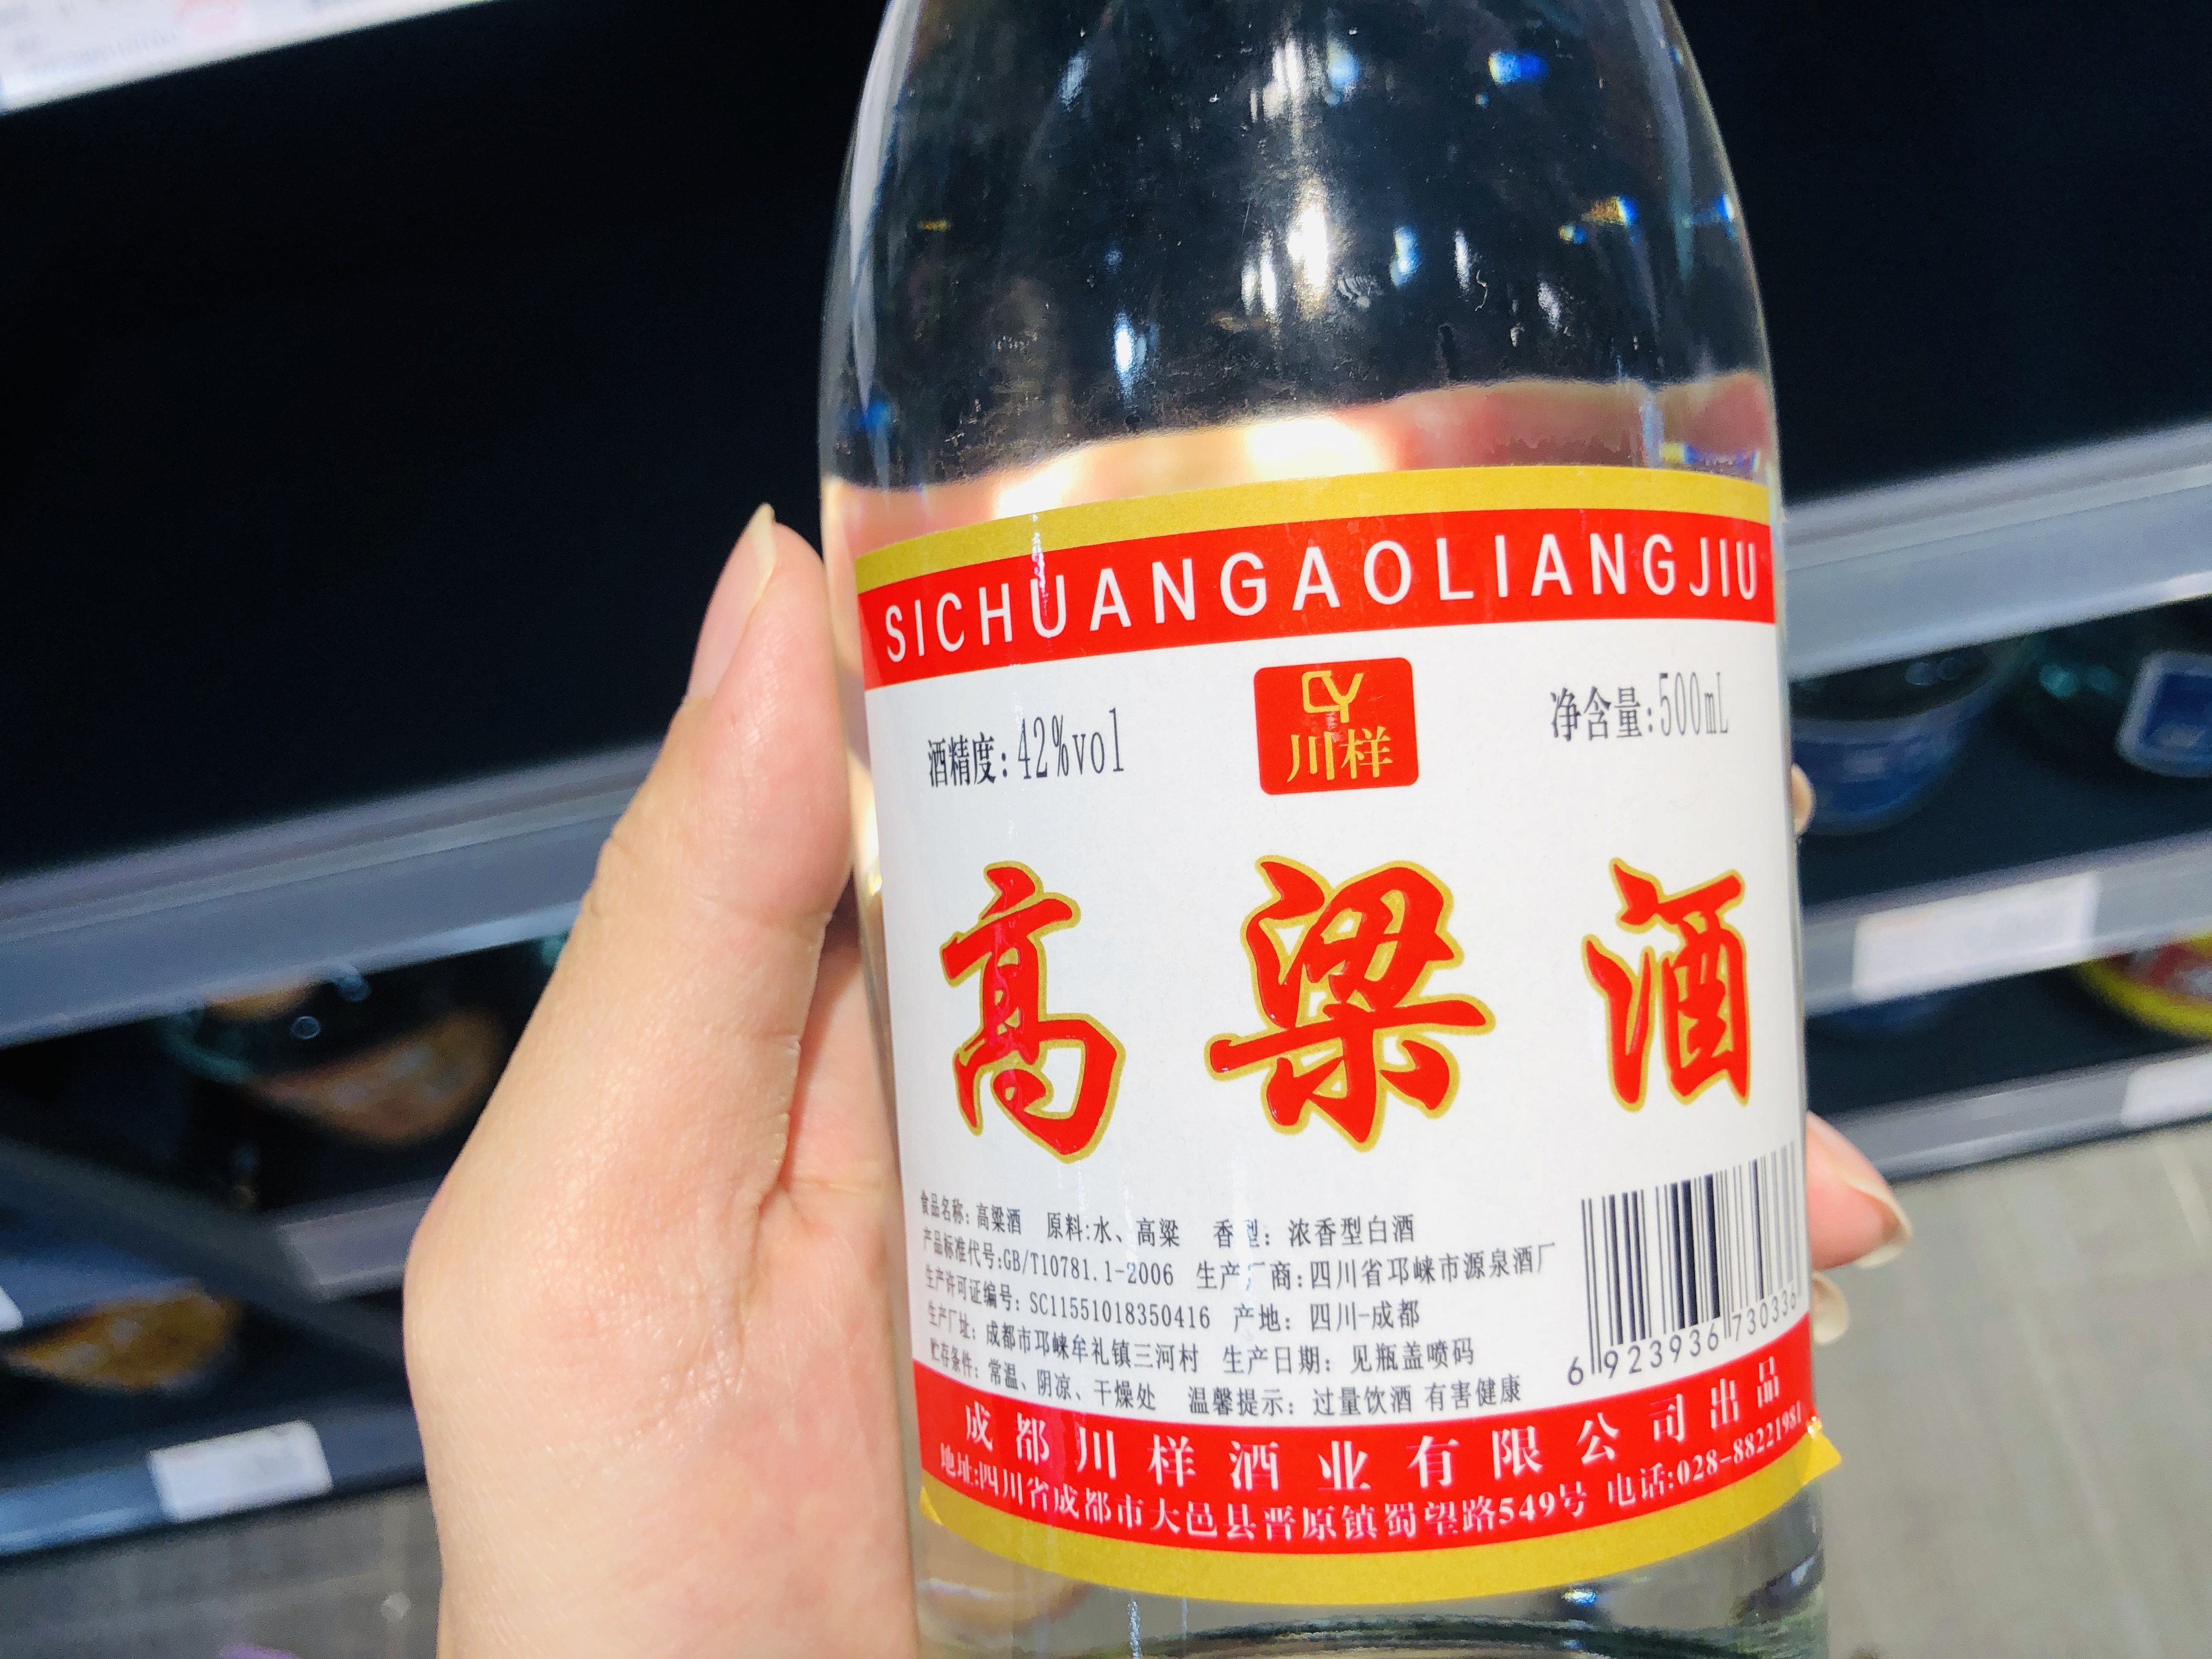 SICHUANGAOLIANGJIU
CY
川样
酒精度:42%vol
净含量:500mL
高粱酒
食品名称:高粱酒 原料:水、高粱 香型:浓香型白酒
产品标准代号:GB/T10781.1-2006 生产厂商:四川省邛崃市源泉酒厂
生产许可证编号:SC11551018350416 产地:四川-成都
生产厂址:成都市邛崃牟礼镇三河村 生产日期:见瓶盖喷码
贮存条件:常温、阴凉、干燥处 温馨提示:过量饮酒 有害健康
6 923936 730336
成都川样酒业有限公司出品
地址:四川省成都市大邑县晋原镇蜀望路549号 电话:028-88221981